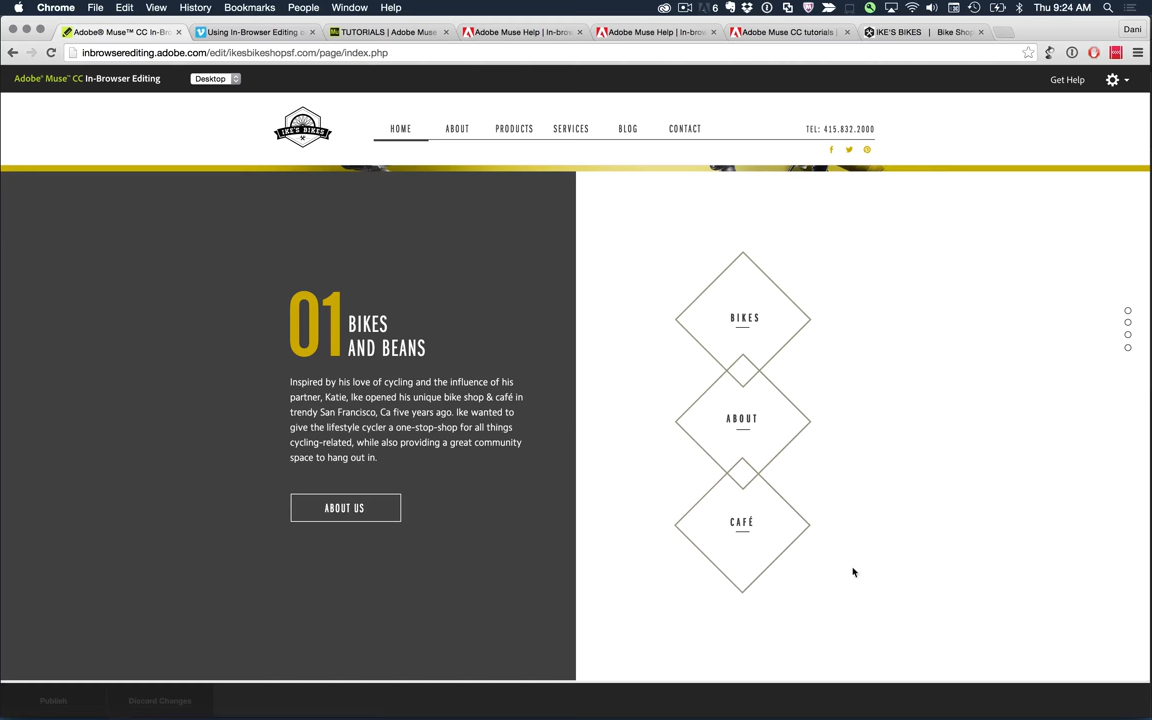 Chrome File Edit View History Bookmarks People Window Help
6
Thu 9:24 AM
Adobe® Muse™ CC In-Bro
Using In-Browser Editing o
Mu TUTORIALS | Adobe Muse
Adobe Muse Help | In-brow
Adobe Muse Help | In-brow
Adobe Muse CC tutorials |
IKE'S BIKES | Bike Shop
Dani
inbrowserediting.adobe.com/edit/ikesbikeshopsf.com/page/index.php
Adobe® Muse™ CC In-Browser Editing
Desktop
Get Help
IKE'S BIKES
HOME ABOUT PRODUCTS SERVICES BLOG CONTACT
TEL: 415.832.2000
01 BIKES
AND BEANS
Inspired by his love of cycling and the influence of his
partner, Katie, Ike opened his unique bike shop & café in
trendy San Francisco, Ca five years ago. Ike wanted to
give the lifestyle cycler a one-stop-shop for all things
cycling-related, while also providing a great community
space to hang out in.
ABOUT US
BIKES
ABOUT
CAFÉ
Publish
Discard Changes